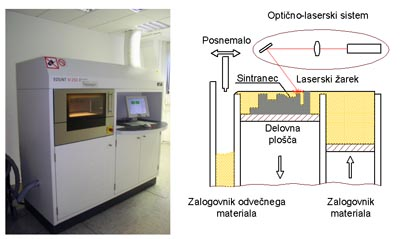 Optično-laserski sistem
Posnemalo
Sintranec
Laserski žarek
Delovna
plošča
Zalogovnik odvečnega
materiala
Zalogovnik
materiala